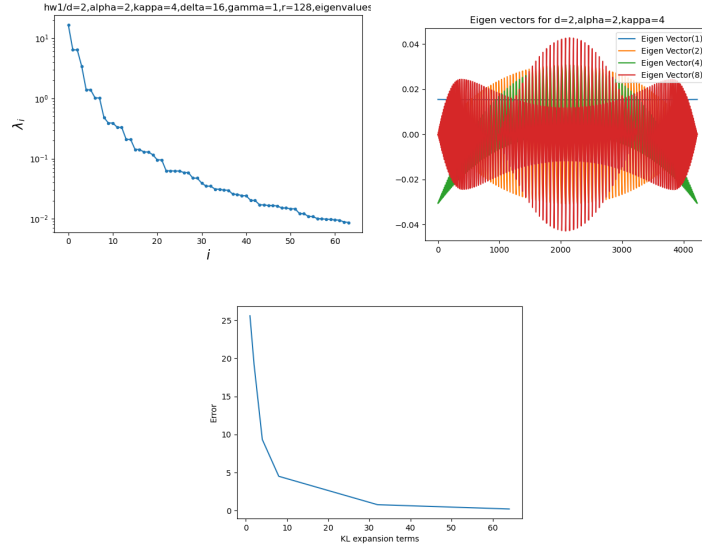 hw1/d=2,alpha=2,kappa=4,delta=16,gamma=1,r=128,eigenvalues
10¹
10⁰
10⁻¹
10⁻²
λᵢ
0 10 20 30 40 50 60
i
Eigen vectors for d=2,alpha=2,kappa=4
Eigen Vector(1)
Eigen Vector(2)
Eigen Vector(4)
Eigen Vector(8)
0.04
0.02
0.00
−0.02
−0.04
0 1000 2000 3000 4000
25
20
15
10
5
0
Error
0 10 20 30 40 50 60
KL expansion terms